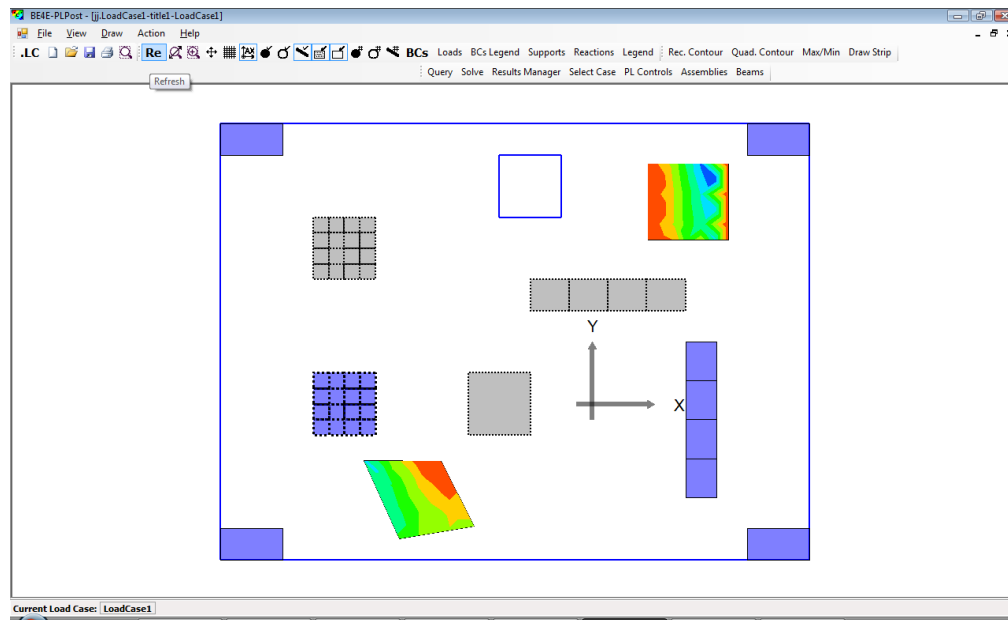 BE4E-PLPost - [jj.LoadCase1-title1-LoadCase1]
File View Draw Action Help
.LC Re BCs Loads BCs Legend Supports Reactions Legend Rec. Contour Quad. Contour Max/Min Draw Strip
Query Solve Results Manager Select Case PL Controls Assemblies Beams
Refresh
Y
X
Current Load Case: LoadCase1